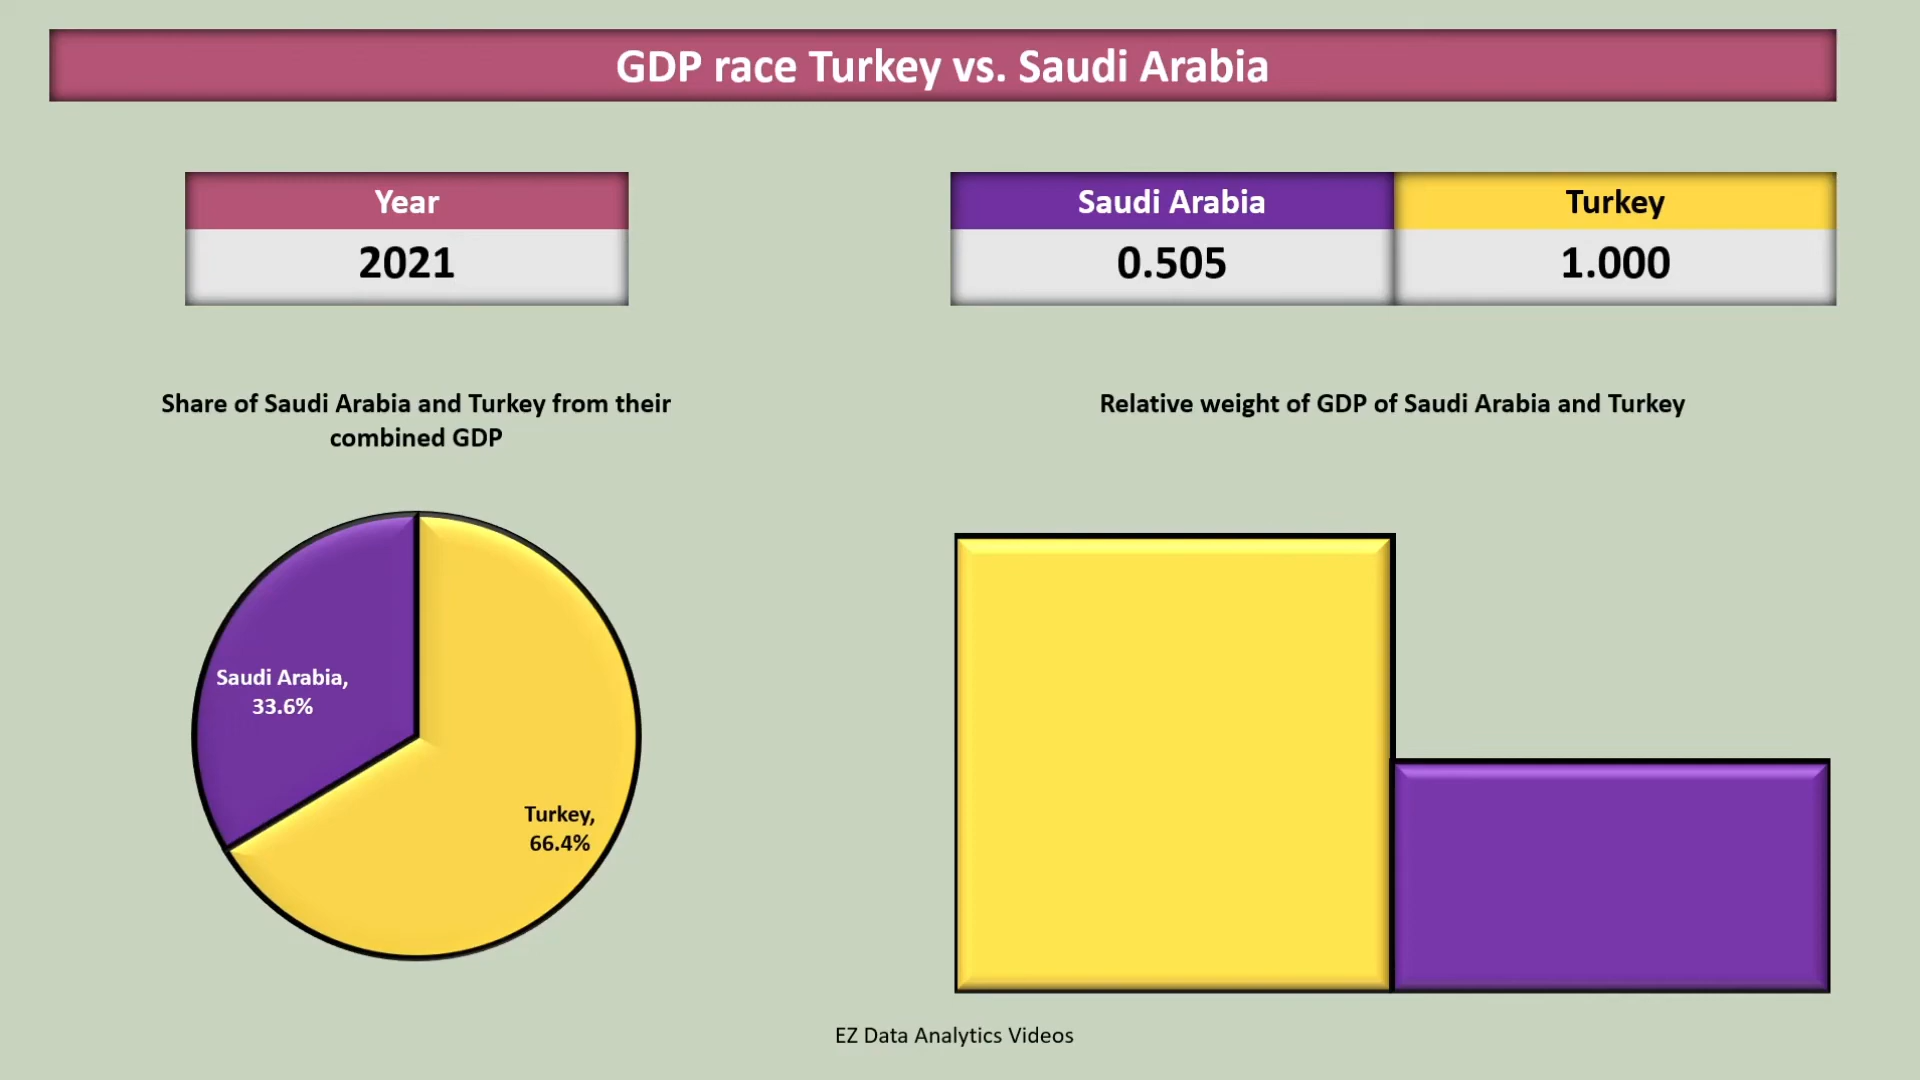 GDP race Turkey vs. Saudi Arabia
Year
2021
Saudi Arabia
Turkey
0.505
1.000
Share of Saudi Arabia and Turkey from their
combined GDP
Relative weight of GDP of Saudi Arabia and Turkey
Saudi Arabia,
33.6%
Turkey,
66.4%
EZ Data Analytics Videos